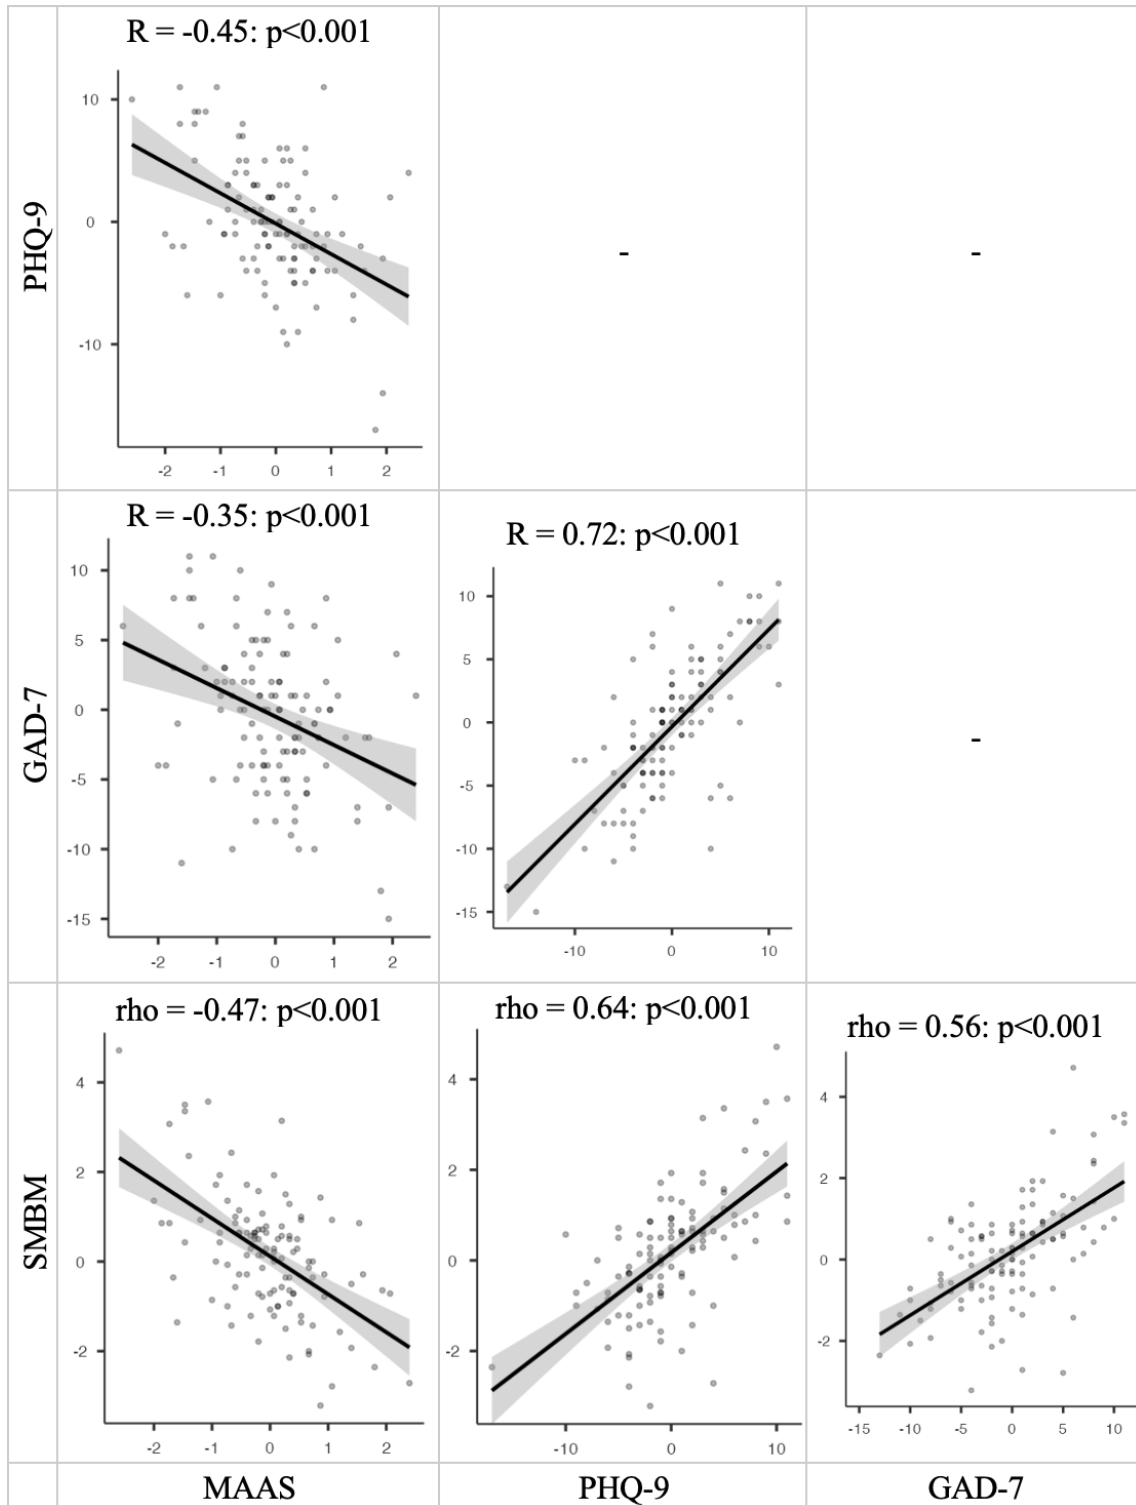 R = -0.45: p<0.001
PHQ-9
10
0
-10
-2 -1 0 1 2
-
-
R = -0.35: p<0.001
GAD-7
10
5
0
-5
-10
-15
-2 -1 0 1 2
R = 0.72: p<0.001
10
5
0
-5
-10
-15
-10 0 10
-
rho = -0.47: p<0.001
SMBM
4
2
0
-2
-2 -1 0 1 2
rho = 0.64: p<0.001
4
2
0
-2
-10 0 10
rho = 0.56: p<0.001
4
2
0
-2
-15 -10 -5 0 5 10
MAAS PHQ-9 GAD-7